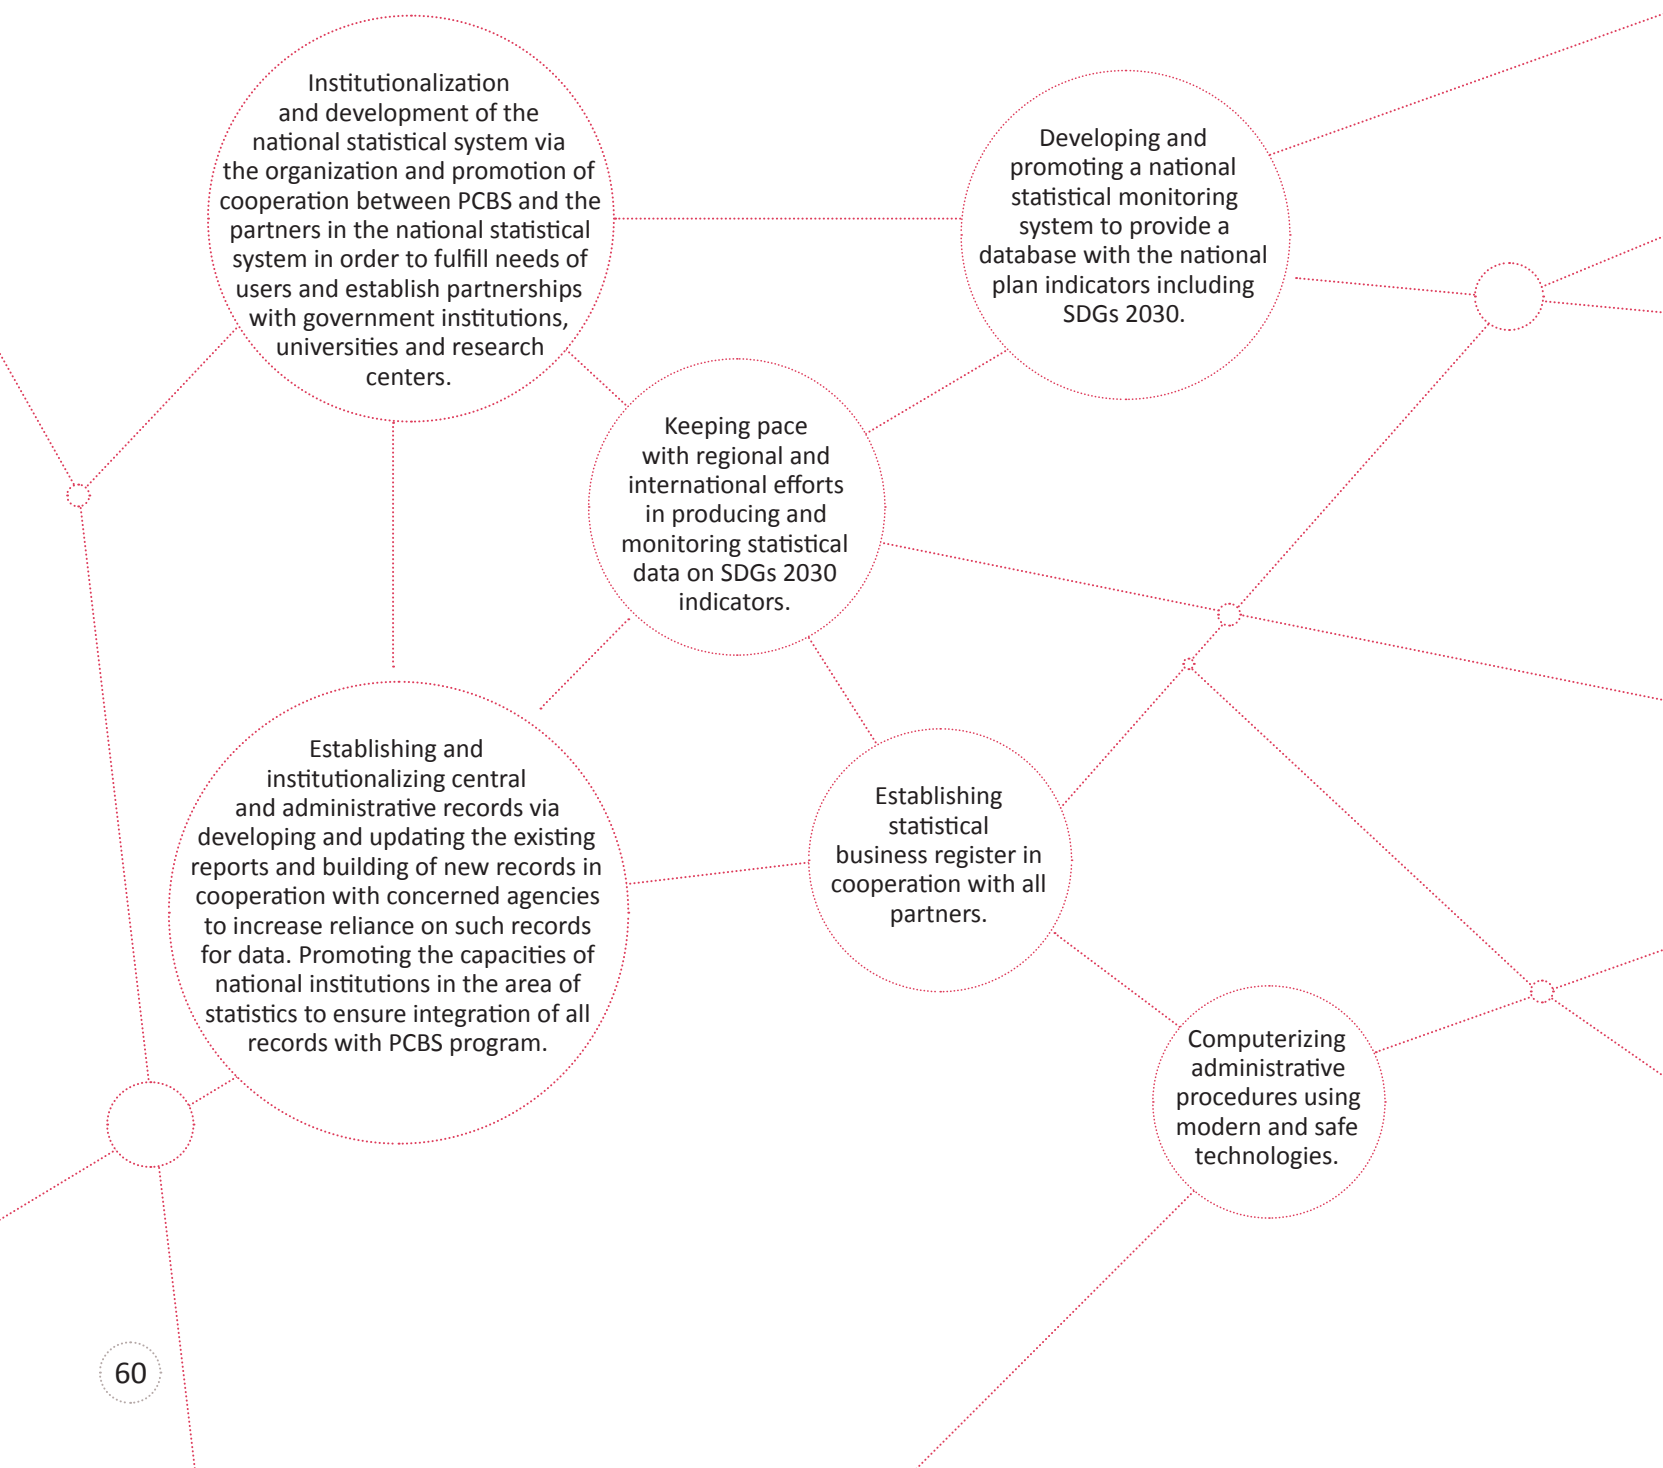 Institutionalization
and development of the
national statistical system via
the organization and promotion of
cooperation between PCBS and the
partners in the national statistical
system in order to fulfill needs of
users and establish partnerships
with government institutions,
universities and research
centers.
Developing and
promoting a national
statistical monitoring
system to provide a
database with the national
plan indicators including
SDGs 2030.
Keeping pace
with regional and
international efforts
in producing and
monitoring statistical
data on SDGs 2030
indicators.
Establishing and
institutionalizing central
and administrative records via
developing and updating the existing
reports and building of new records in
cooperation with concerned agencies
to increase reliance on such records
for data. Promoting the capacities of
national institutions in the area of
statistics to ensure integration of all
records with PCBS program.
Establishing
statistical
business register in
cooperation with all
partners.
Computerizing
administrative
procedures using
modern and safe
technologies.
60